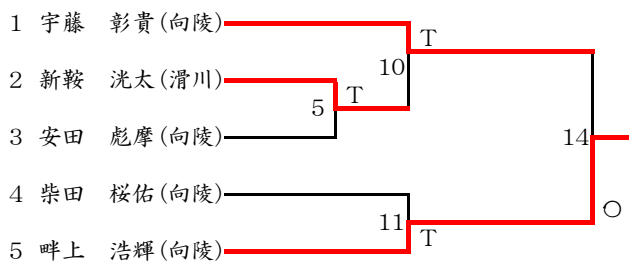 1 宇藤 彰貴(向陵)
T
10
2 新鞍 洸太(滑川)
T
5
3 安田 彪摩(向陵)
14
4 柴田 桜佑(向陵)
○
11
T
5 畔上 浩輝(向陵)